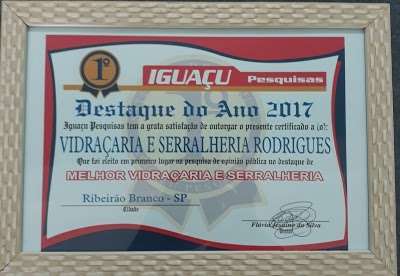 1º
IGUAÇU Pesquisas
Destaque do Ano 2017
Iguaçu Pesquisas tem a grata satisfação de outorgar o presente certificado a (o):
VIDRAÇARIA E SERRALHERIA RODRIGUES
Que foi eleito em primeiro lugar na pesquisa de opinião pública no destaque de
MELHOR VIDRAÇARIA E SERRALHERIA
Ribeirão Branco - SP
Cidade
da Silva